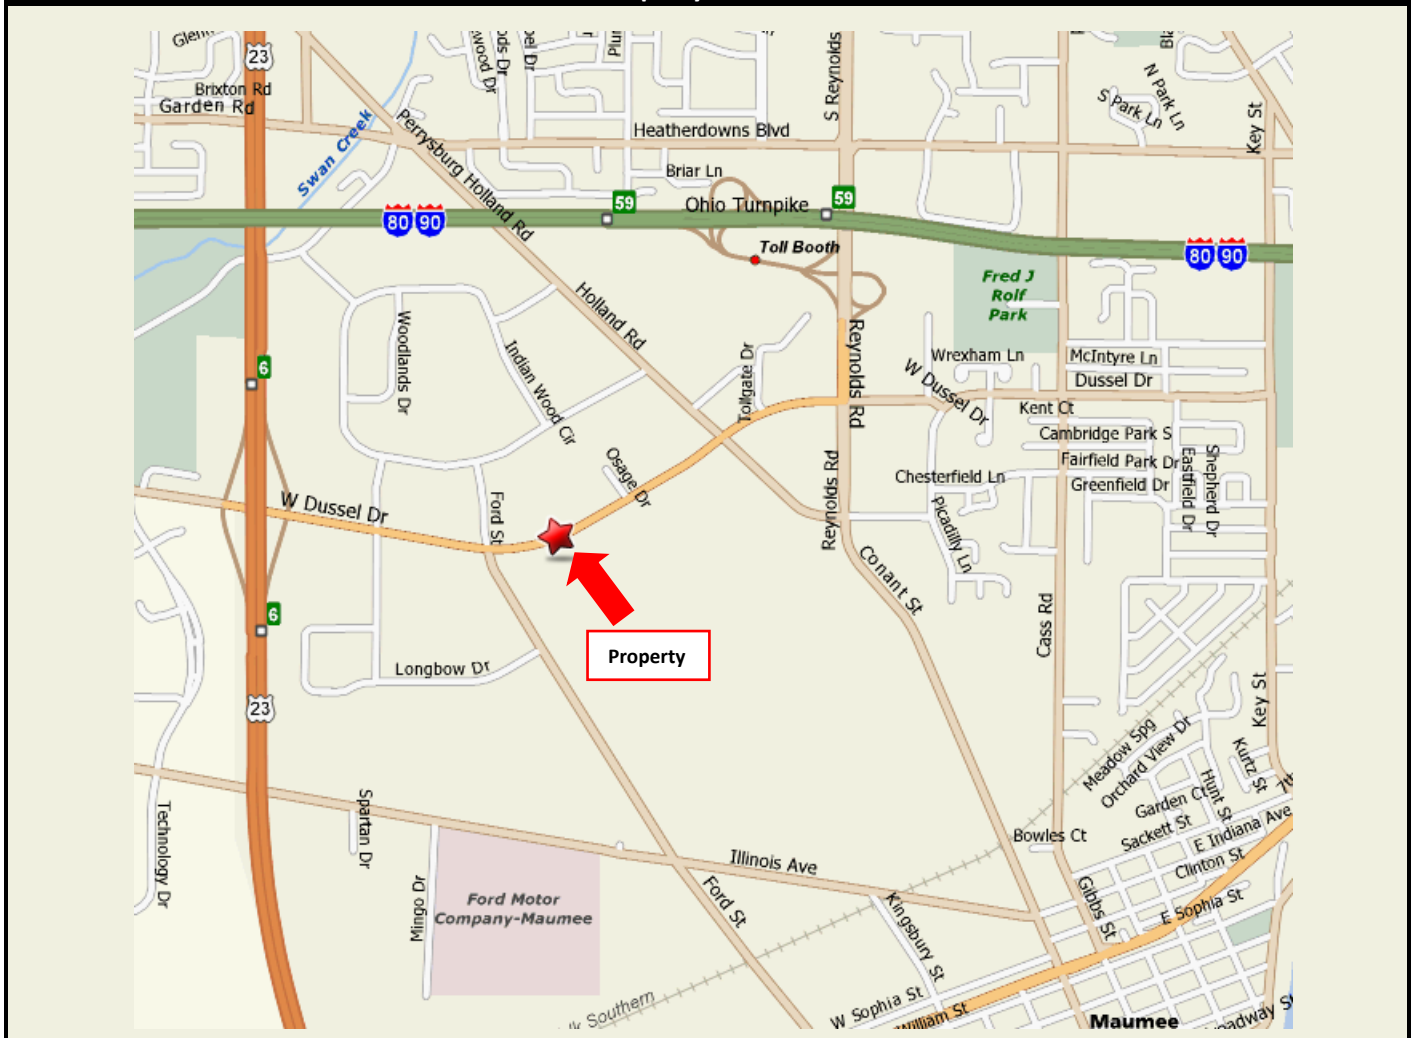 23
Brixton Rd
Garden Rd
Swan Creek
Perrysburg Holland Rd
S Reynolds
Heatherdowns Blvd
Briar Ln
S Park Ln
N Park Ln
Key St
59
Ohio Turnpike
59
80
90
Toll Booth
80
90
Fred J
Rolf
Park
Holland Rd
Woodlands Dr
Indian Wood Cir
Tollgate Dr
Reynolds Rd
Wrexham Ln
McIntyre Ln
W Dussel Dr
Dussel Dr
6
Kent Ct
Cambridge Park S
Osage Dr
Fairfield Park Dr
Chesterfield Ln
Greenfield Dr
Eastfield Dr
Shepherd Dr
W Dussel Dr
Ford St
Reynolds Rd
Picadilly Ln
Conant St
6
Cass Rd
Property
Longbow Dr
23
Key St
Meadow Spg
Orchard View Dr
Kurtz St
Hunt St
Garden Ct
7th
Technology Dr
Spartan Dr
Bowles Ct
Sackett St
E Indiana Ave
Clinton St
Illinois Ave
Mingo Dr
Ford Motor
Company-Maumee
Ford St
Kingsbury St
Gibbs St
E Sophia St
W Sophia St
William St
Maumee
Southern